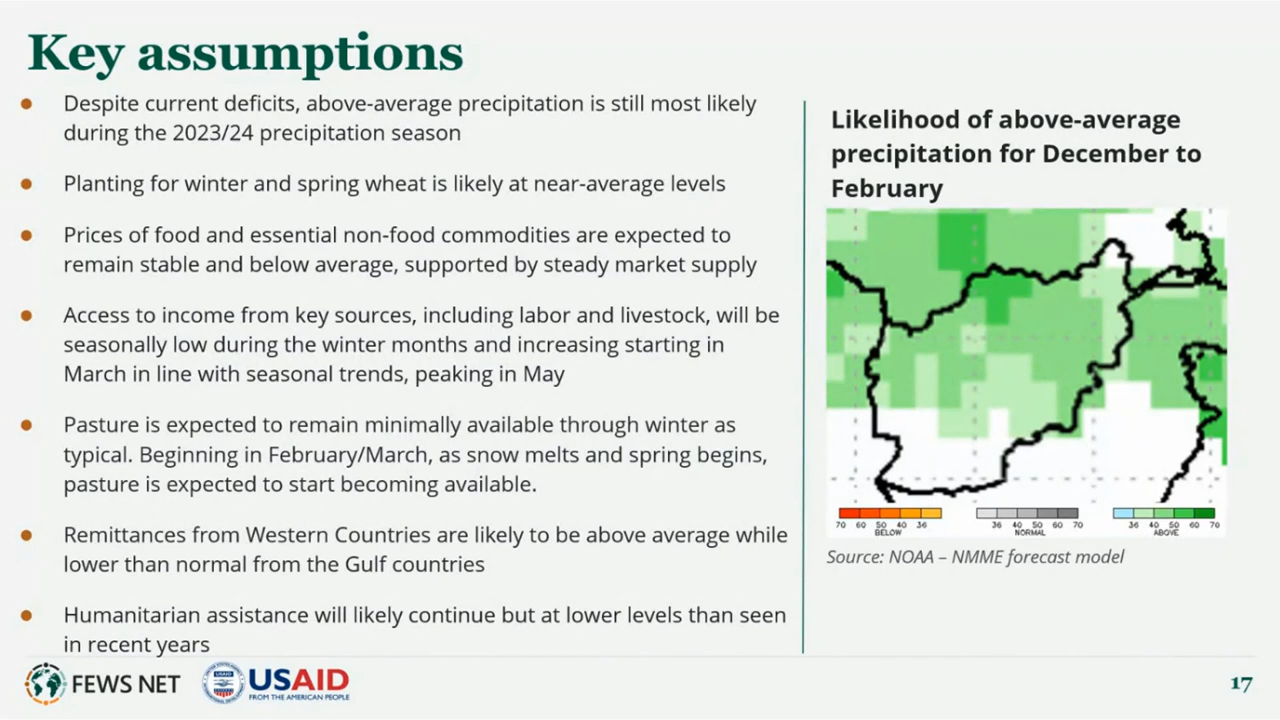 Key assumptions
● Despite current deficits, above-average precipitation is still most likely
during the 2023/24 precipitation season
● Planting for winter and spring wheat is likely at near-average levels
● Prices of food and essential non-food commodities are expected to
remain stable and below average, supported by steady market supply
● Access to income from key sources, including labor and livestock, will be
seasonally low during the winter months and increasing starting in
March in line with seasonal trends, peaking in May
● Pasture is expected to remain minimally available through winter as
typical. Beginning in February/March, as snow melts and spring begins,
pasture is expected to start becoming available.
● Remittances from Western Countries are likely to be above average while
lower than normal from the Gulf countries
● Humanitarian assistance will likely continue but at lower levels than seen
in recent years
Likelihood of above-average
precipitation for December to
February
70 60 50 40 36
BELOW
36 40 50 60 70
NORMAL
36 40 50 60 70
ABOVE
Source: NOAA – NMME forecast model
FEWS NET
USAID
USAID
FROM THE AMERICAN PEOPLE
17